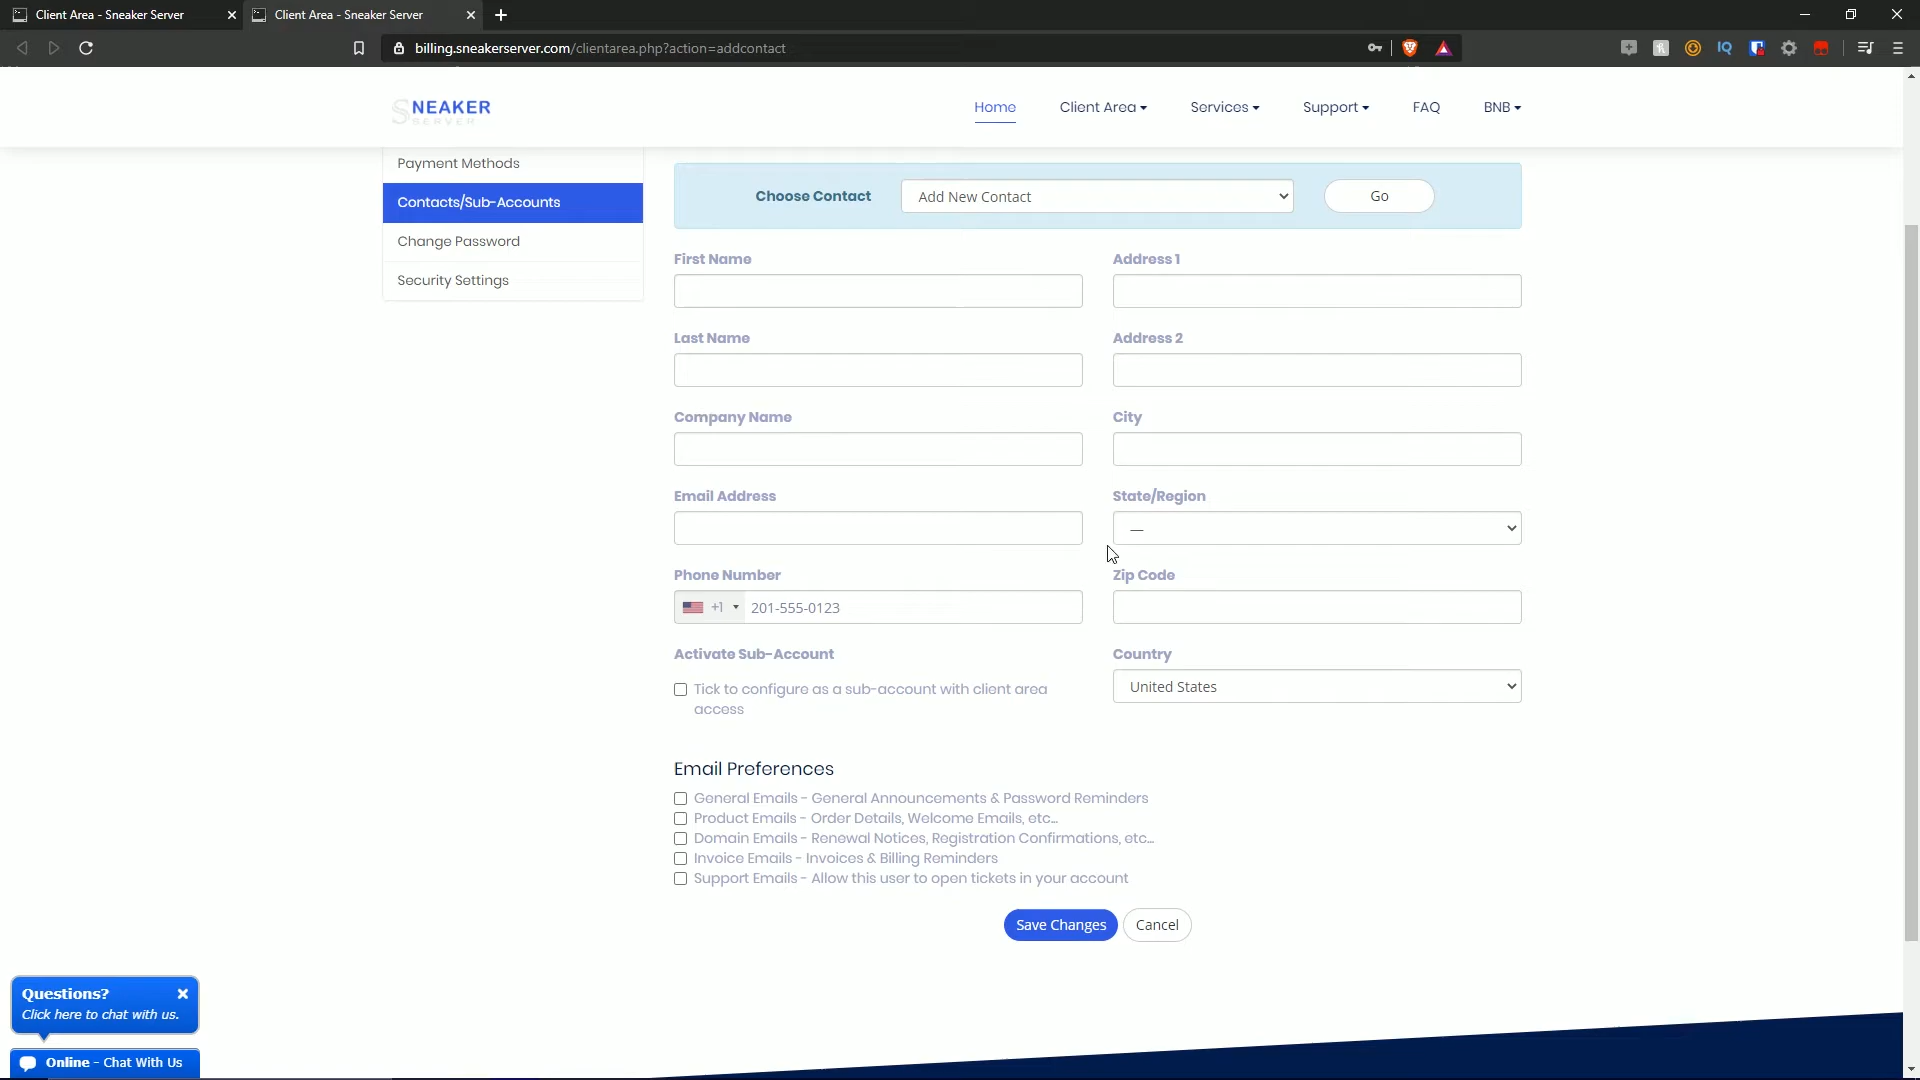 Client Area - Sneaker Server
Client Area - Sneaker Server
billing.sneakerserver.com/clientarea.php?action=addcontact
SNEAKER
SERVER
Home
Client Area
Services
Support
FAQ
BNB
Payment Methods
Contacts/Sub-Accounts
Change Password
Security Settings
Choose Contact
Add New Contact
Go
First Name
Address 1
Last Name
Address 2
Company Name
City
Email Address
State/Region
—
Phone Number
Zip Code
+1
201-555-0123
Activate Sub-Account
Country
Tick to configure as a sub-account with client area
access
United States
Email Preferences
General Emails - General Announcements & Password Reminders
Product Emails - Order Details, Welcome Emails, etc...
Domain Emails - Renewal Notices, Registration Confirmations, etc...
Invoice Emails - Invoices & Billing Reminders
Support Emails - Allow this user to open tickets in your account
Save Changes
Cancel
Questions?
Click here to chat with us.
Online - Chat With Us
IQ